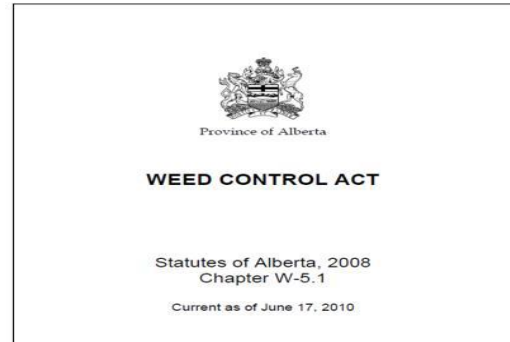 Province of Alberta
WEED CONTROL ACT
Statutes of Alberta, 2008
Chapter W-5.1
Current as of June 17, 2010